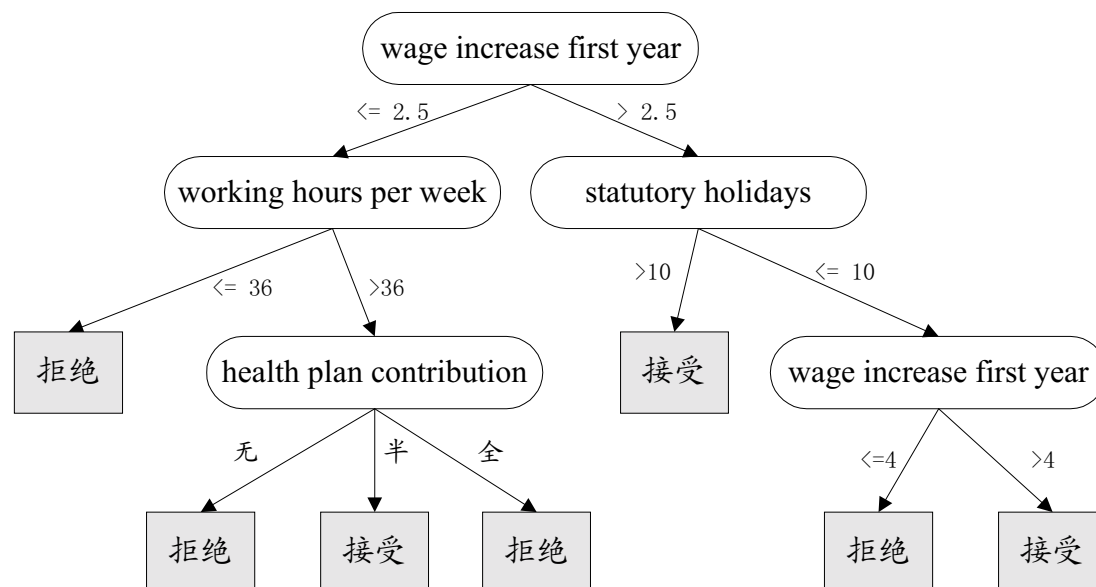 wage increase first year
<= 2.5
> 2.5
working hours per week
statutory holidays
<= 36
>36
>10
<= 10
拒绝
health plan contribution
接受
wage increase first year
无
半
全
<=4
>4
拒绝
接受
拒绝
拒绝
接受